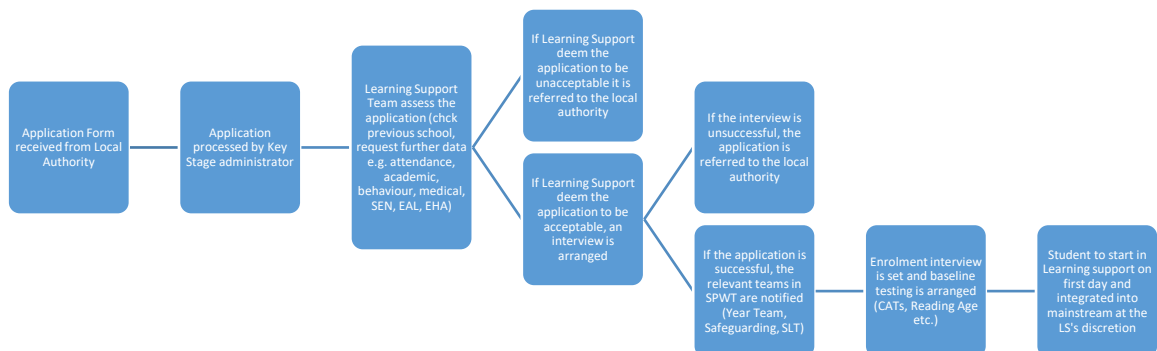 Application Form
received from Local
Authority
Application
processed by Key
Stage administrator
Learning Support
Team assess the
application (chck
previous school,
request further data
e.g. attendance,
academic,
behaviour, medical,
SEN, EAL, EHA)
If Learning Support
deem the
application to be
unacceptable it is
referred to the local
authority
If Learning Support
deem the
application to be
acceptable, an
interview is
arranged
If the interview is
unsuccessful, the
application is
referred to the local
authority
If the application is
successful, the
relevant teams in
SPWT are notified
(Year Team,
Safeguarding, SLT)
Enrolment interview
is set and baseline
testing is arranged
(CATs, Reading Age
etc.)
Student to start in
Learning support on
first day and
integrated into
mainstream at the
LS's discretion